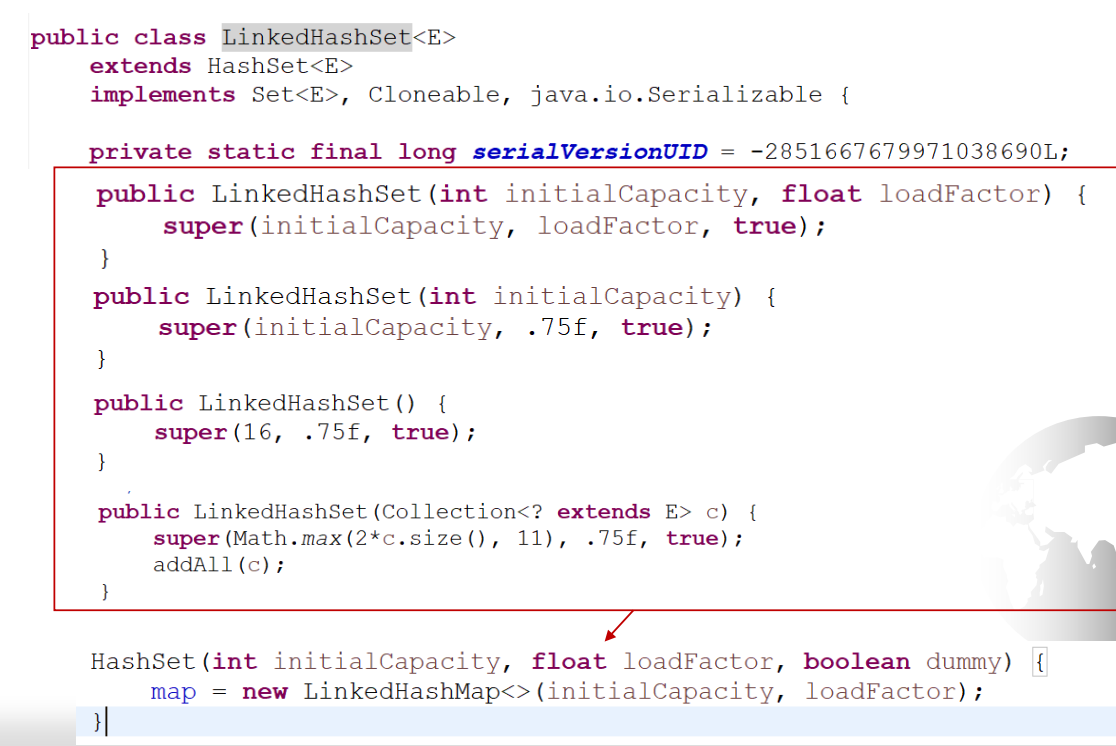 public class LinkedHashSet<E>
extends HashSet<E>
implements Set<E>, Cloneable, java.io.Serializable {
private static final long serialVersionUID = -2851667679971038690L;
public LinkedHashSet(int initialCapacity, float loadFactor) {
super(initialCapacity, loadFactor, true);
}
public LinkedHashSet(int initialCapacity) {
super(initialCapacity, .75f, true);
}
public LinkedHashSet() {
super(16, .75f, true);
}
public LinkedHashSet(Collection<? extends E> c) {
super(Math.max(2*c.size(), 11), .75f, true);
addAll(c);
}
HashSet(int initialCapacity, float loadFactor, boolean dummy) {
map = new LinkedHashMap<>(initialCapacity, loadFactor);
}